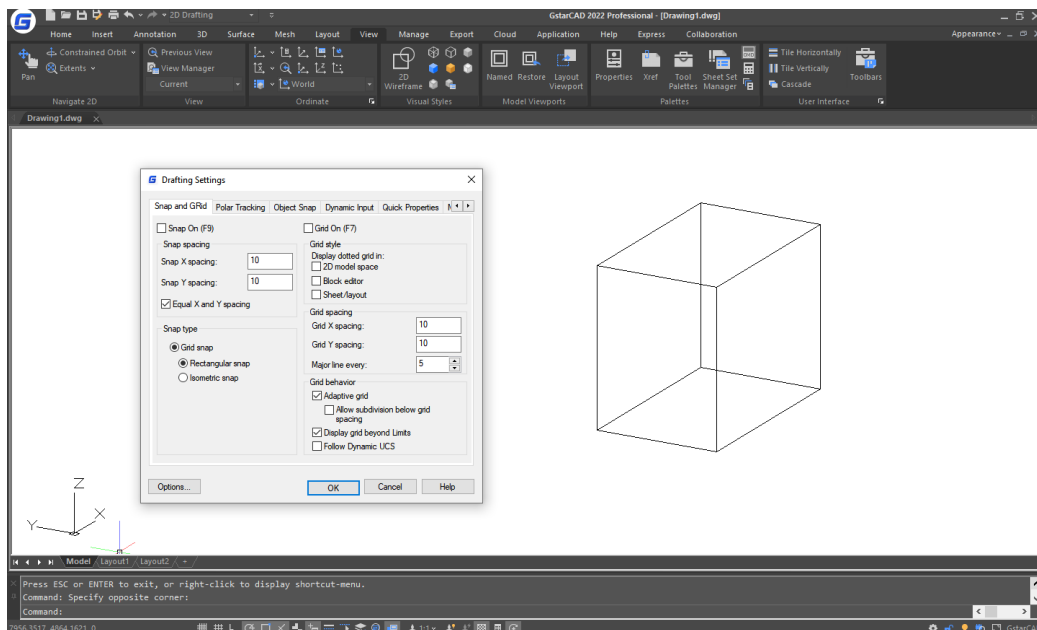 2D Drafting
GstarCAD 2022 Professional - [Drawing1.dwg]
Home Insert Annotation 3D Surface Mesh Layout View Manage Export Cloud Application Help Express Collaboration Appearance
Constrained Orbit Previous View Tile Horizontally
Extents View Manager Tile Vertically
Pan Current World 2D Wireframe Named Restore Layout Viewport Properties Xref Tool Palettes Sheet Set Manager Cascade Toolbars
Navigate 2D View Ordinate Visual Styles Model Viewports Palettes User Interface
Drawing1.dwg
Drafting Settings
Snap and GRid Polar Tracking Object Snap Dynamic Input Quick Properties
Snap On (F9)
Snap spacing
Snap X spacing: 10
Snap Y spacing: 10
Equal X and Y spacing
Snap type
Grid snap
Rectangular snap
Isometric snap
Grid On (F7)
Grid style
Display dotted grid in:
2D model space
Block editor
Sheet/layout
Grid spacing
Grid X spacing: 10
Grid Y spacing: 10
Major line every: 5
Grid behavior
Adaptive grid
Allow subdivision below grid
spacing
Display grid beyond Limits
Follow Dynamic UCS
Options... OK Cancel Help
Z
Y X
Model Layout1 Layout2 +
Press ESC or ENTER to exit, or right-click to display shortcut-menu.
Command: Specify opposite corner:
Command:
7956.3517, 4864.1621, 0 1:1 GstarCAD